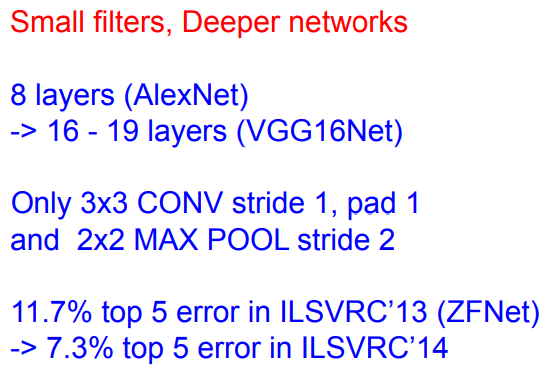 Small filters, Deeper networks
8 layers (AlexNet)
-> 16 - 19 layers (VGG16Net)
Only 3x3 CONV stride 1, pad 1
and  2x2 MAX POOL stride 2
11.7% top 5 error in ILSVRC’13 (ZFNet)
-> 7.3% top 5 error in ILSVRC’14